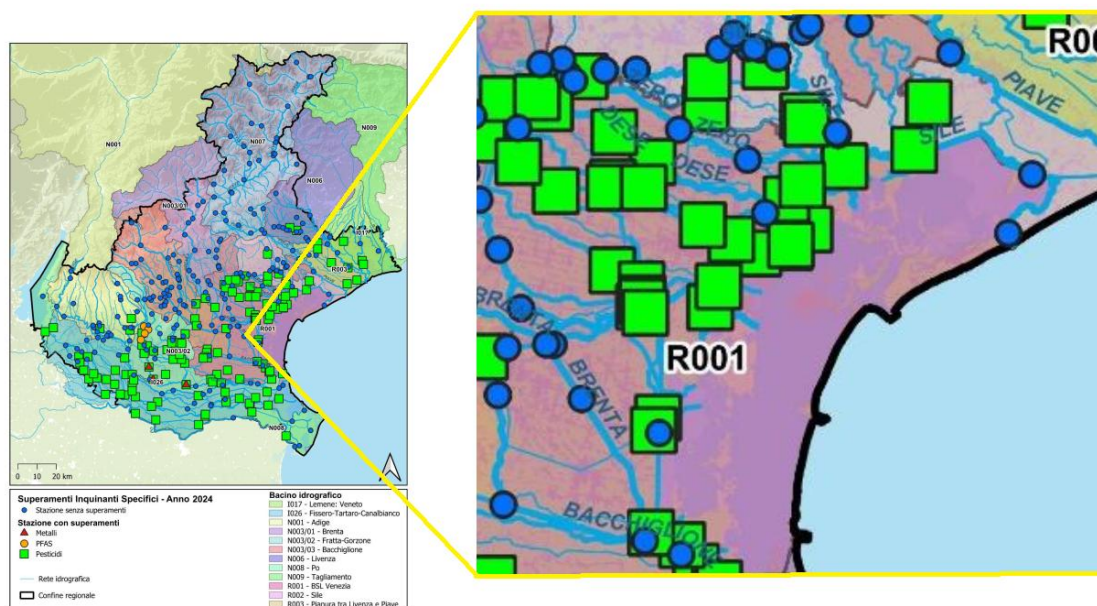 N001
N007
N009
N006
N003/01
I017
R003
R001
N003/02
I026
N008
0 10 20 km
Superamenti Inquinanti Specifici - Anno 2024
Stazione senza superamenti
Stazione con superamenti
Metalli
PFAS
Pesticidi
Rete idrografica
Confine regionale
Bacino idrografico
I017 - Lemene: Veneto
I026 - Fissero-Tartaro-Canalbianco
N001 - Adige
N003/01 - Brenta
N003/02 - Fratta-Gorzone
N003/03 - Bacchiglione
N006 - Livenza
N008 - Po
N009 - Tagliamento
R001 - BSL Venezia
R002 - Sile
R003 - Pianura tra Livenza e Piave
PIAVE
SILE
ZERO
DESE
ZERO
DESE
SILE
BRENTA
R001
BRENTA
BACCHIGLIONE